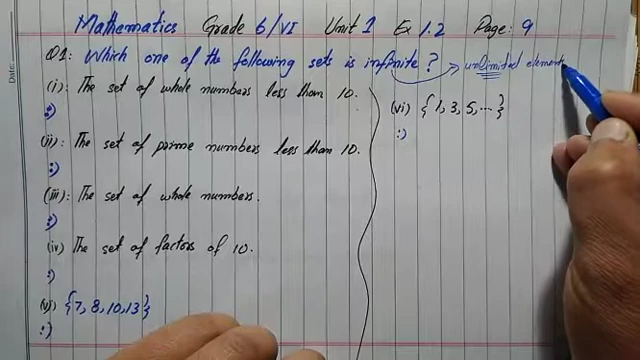 Date:
Mathematics Grade 6/VI Unit 1 Ex 1.2 Page: 9
Q1: Which one of the following sets is infinite? unlimited element
(i): The set of whole numbers less than 10.
:)
(ii): The set of prime numbers less than 10.
:)
(iii): The set of whole numbers.
:)
(iv) The set of factors of 10.
:)
(v) {7, 8, 10, 13}
:)
(vi) {1, 3, 5, ...}
:)